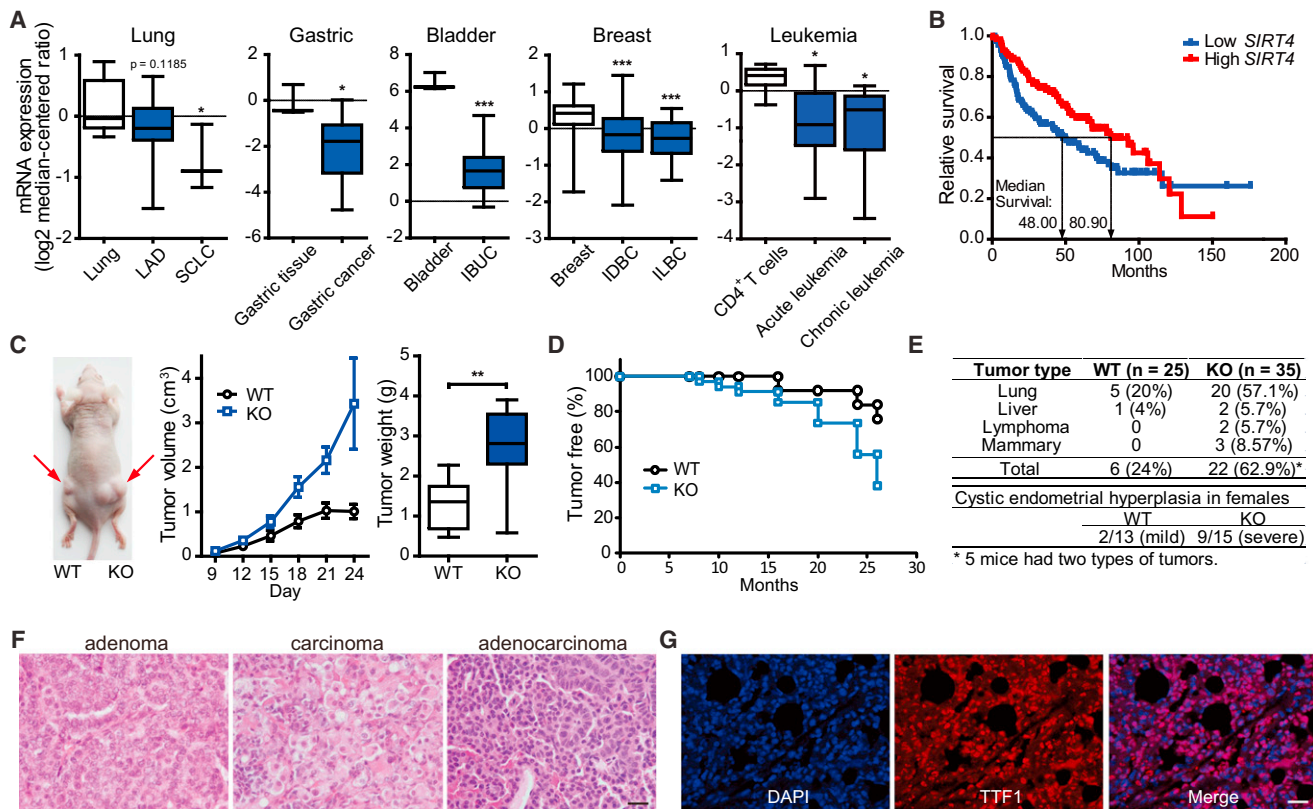 A
Lung
Gastric
Bladder
Breast
Leukemia
mRNA expression
(log2 median-centered ratio)
p = 0.1185
*
*
***
***
***
*
*
1
0
-1
-2
2
0
-2
-4
-6
8
6
4
2
0
-2
2
1
0
-1
-2
-3
1
0
-1
-2
-3
-4
Lung
LAD
SCLC
Gastric tissue
Gastric cancer
Bladder
IBUC
Breast
IDBC
ILBC
CD4+ T cells
Acute leukemia
Chronic leukemia
B
Low SIRT4
High SIRT4
Relative survival
1.0
0.8
0.6
0.4
0.2
0.0
Median
Survival:
48.00
80.90
0
50
100
150
200
Months
C
WT
KO
Tumor volume (cm3)
4
3
2
1
0
WT
KO
9
12
15
18
21
24
Day
Tumor weight (g)
5
4
3
2
1
0
**
WT
KO
D
Tumor free (%)
100
80
60
40
20
0
WT
KO
0
5
10
15
20
25
30
Months
E
Tumor type WT (n = 25) KO (n = 35)
Lung 5 (20%) 20 (57.1%)
Liver 1 (4%) 2 (5.7%)
Lymphoma 0 2 (5.7%)
Mammary 0 3 (8.57%)
Total 6 (24%) 22 (62.9%)*
Cystic endometrial hyperplasia in females
WT KO
2/13 (mild) 9/15 (severe)
* 5 mice had two types of tumors.
F
adenoma
carcinoma
adenocarcinoma
G
DAPI
TTF1
Merge